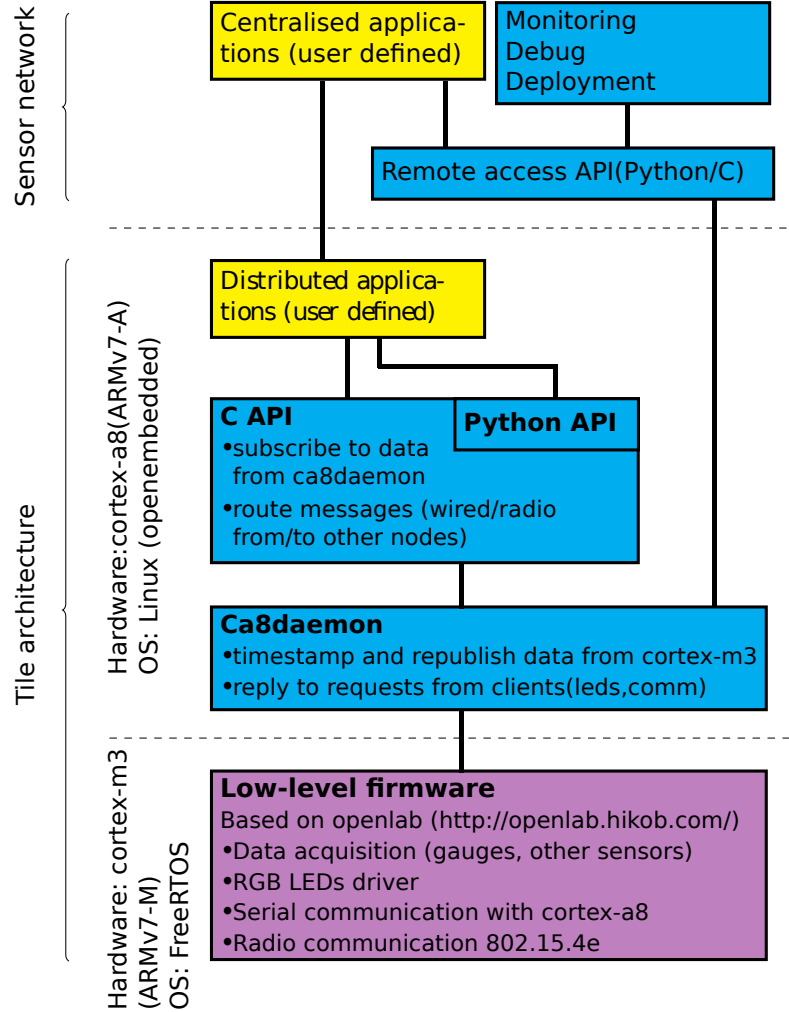 Sensor network
Centralised applica-
tions (user defined)
Monitoring
Debug
Deployment
Remote access API(Python/C)
Tile architecture
Hardware:cortex-a8(ARMv7-A)
OS: Linux (openembedded)
Distributed applica-
tions (user defined)
C API
Python API
•subscribe to data
from ca8daemon
•route messages (wired/radio
from/to other nodes)
Ca8daemon
•timestamp and republish data from cortex-m3
•reply to requests from clients(leds,comm)
Hardware: cortex-m3
(ARMv7-M)
OS: FreeRTOS
Low-level firmware
Based on openlab (http://openlab.hikob.com/)
•Data acquisition (gauges, other sensors)
•RGB LEDs driver
•Serial communication with cortex-a8
•Radio communication 802.15.4e